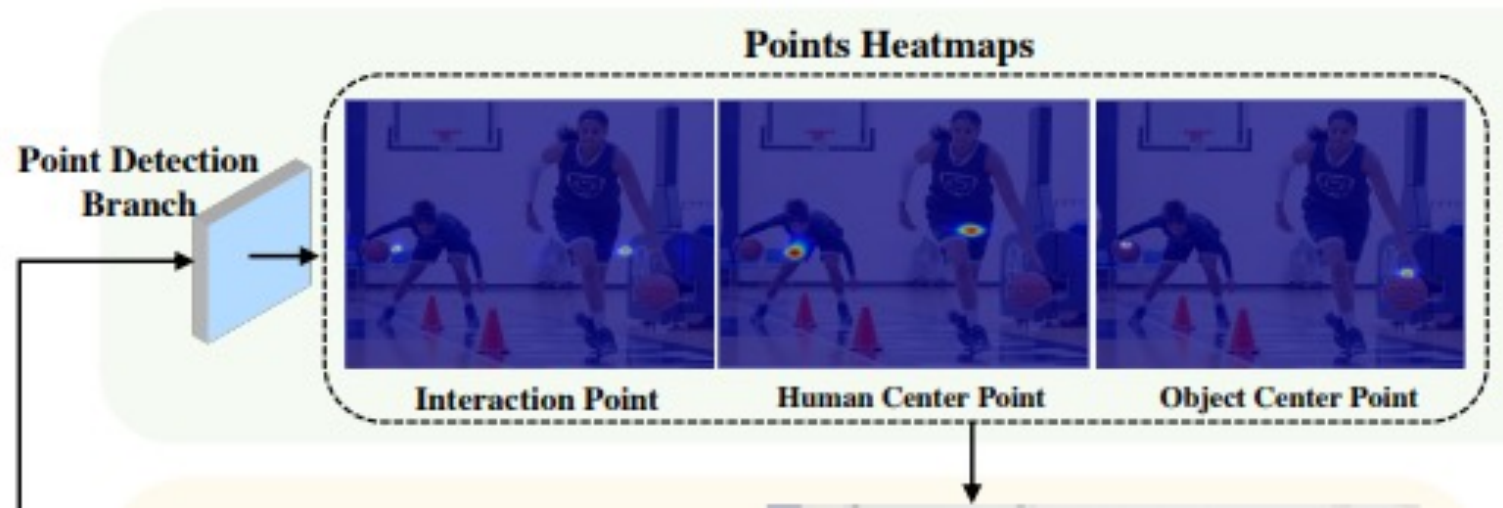 Points Heatmaps
Point Detection
Branch
Interaction Point
Human Center Point
Object Center Point